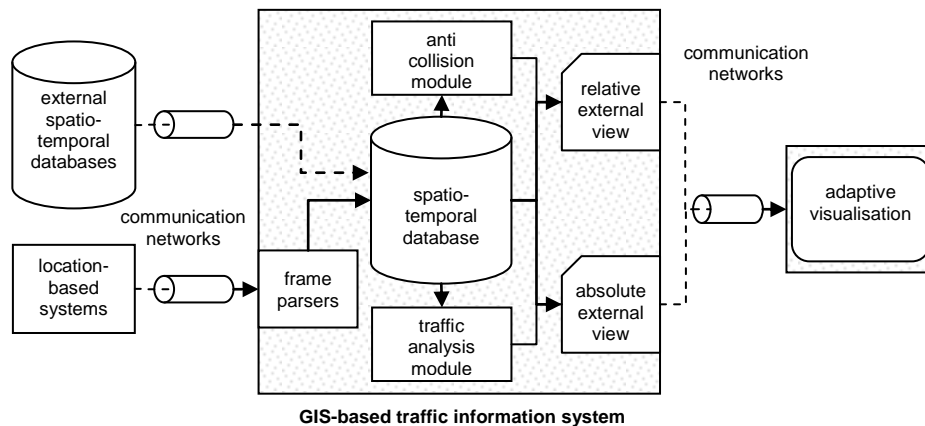 external
spatio-
temporal
databases
communication
networks
location-
based
systems
frame
parsers
anti
collision
module
spatio-
temporal
database
traffic
analysis
module
relative
external
view
absolute
external
view
communication
networks
adaptive
visualisation
GIS-based traffic information system